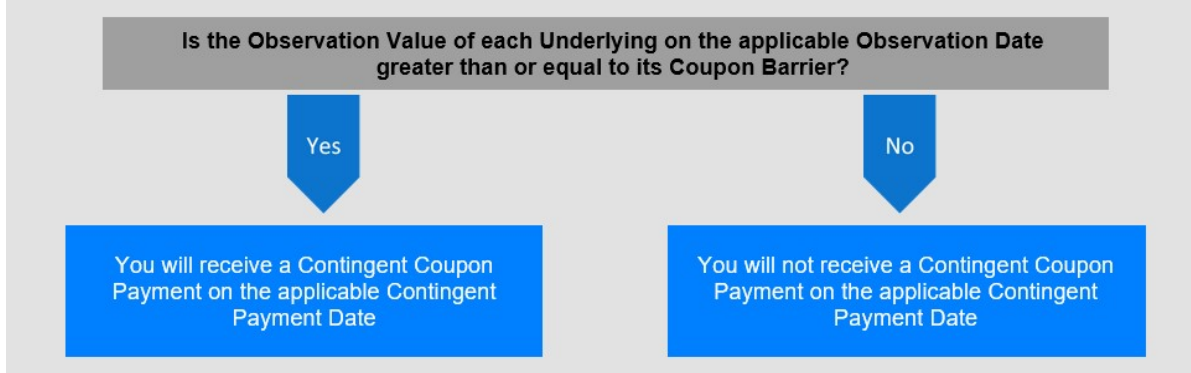 Is the Observation Value of each Underlying on the applicable Observation Date
greater than or equal to its Coupon Barrier?
Yes
No
You will receive a Contingent Coupon
Payment on the applicable Contingent
Payment Date
You will not receive a Contingent Coupon
Payment on the applicable Contingent
Payment Date